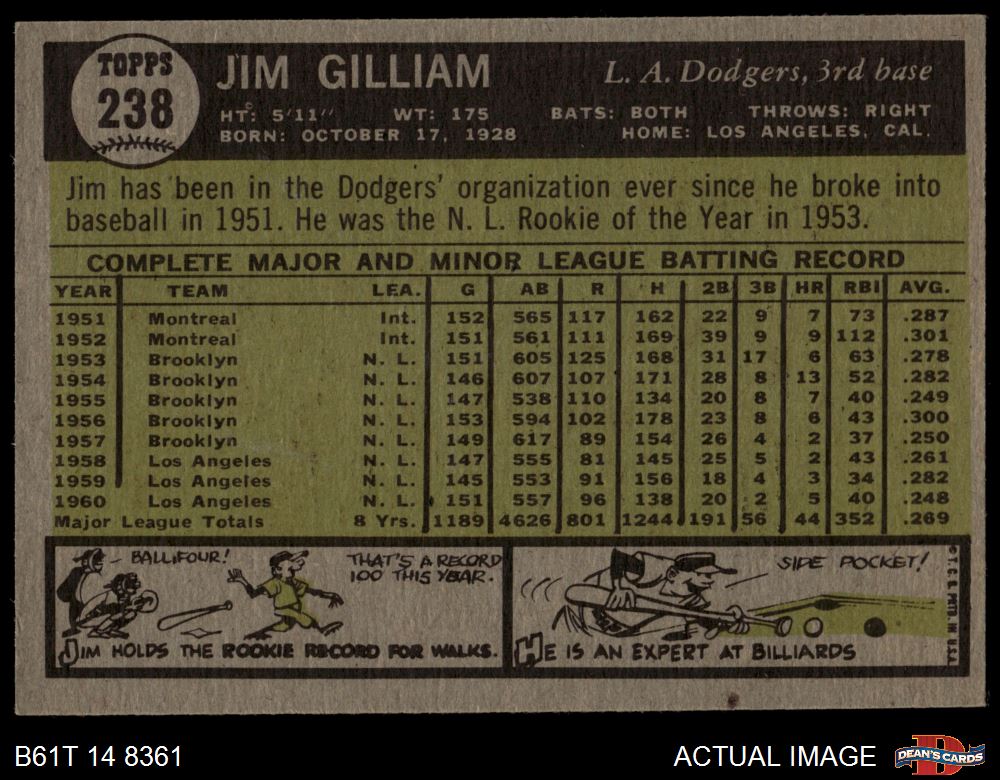 TOPPS
238
JIM GILLIAM
L. A. Dodgers, 3rd base
HT: 5'11" WT: 175 BATS: BOTH THROWS: RIGHT
BORN: OCTOBER 17, 1928 HOME: LOS ANGELES, CAL.
Jim has been in the Dodgers' organization ever since he broke into
baseball in 1951. He was the N. L. Rookie of the Year in 1953.
COMPLETE MAJOR AND MINOR LEAGUE BATTING RECORD
YEAR TEAM LEA. G AB R H 2B 3B HR RBI AVG.
1951 Montreal Int. 152 565 117 162 22 9 7 73 .287
1952 Montreal Int. 151 561 111 169 39 9 9 112 .301
1953 Brooklyn N. L. 151 605 125 168 31 17 6 63 .278
1954 Brooklyn N. L. 146 607 107 171 28 8 13 52 .282
1955 Brooklyn N. L. 147 538 110 134 20 8 7 40 .249
1956 Brooklyn N. L. 153 594 102 178 23 8 6 43 .300
1957 Brooklyn N. L. 149 617 89 154 26 4 2 37 .250
1958 Los Angeles N. L. 147 555 81 145 25 5 2 43 .261
1959 Los Angeles N. L. 145 553 91 156 18 4 3 34 .282
1960 Los Angeles N. L. 151 557 96 138 20 2 5 40 .248
Major League Totals 8 Yrs. 1189 4626 801 1244 191 56 44 352 .269
BALL FOUR!
THAT'S A RECORD
100 THIS YEAR.
JIM HOLDS THE ROOKIE RECORD FOR WALKS.
SIDE POCKET!
HE IS AN EXPERT AT BILLIARDS
© T. C. G. PRTD. IN U.S.A.
B61T 14 8361
ACTUAL IMAGE
D
DEAN'S CARDS